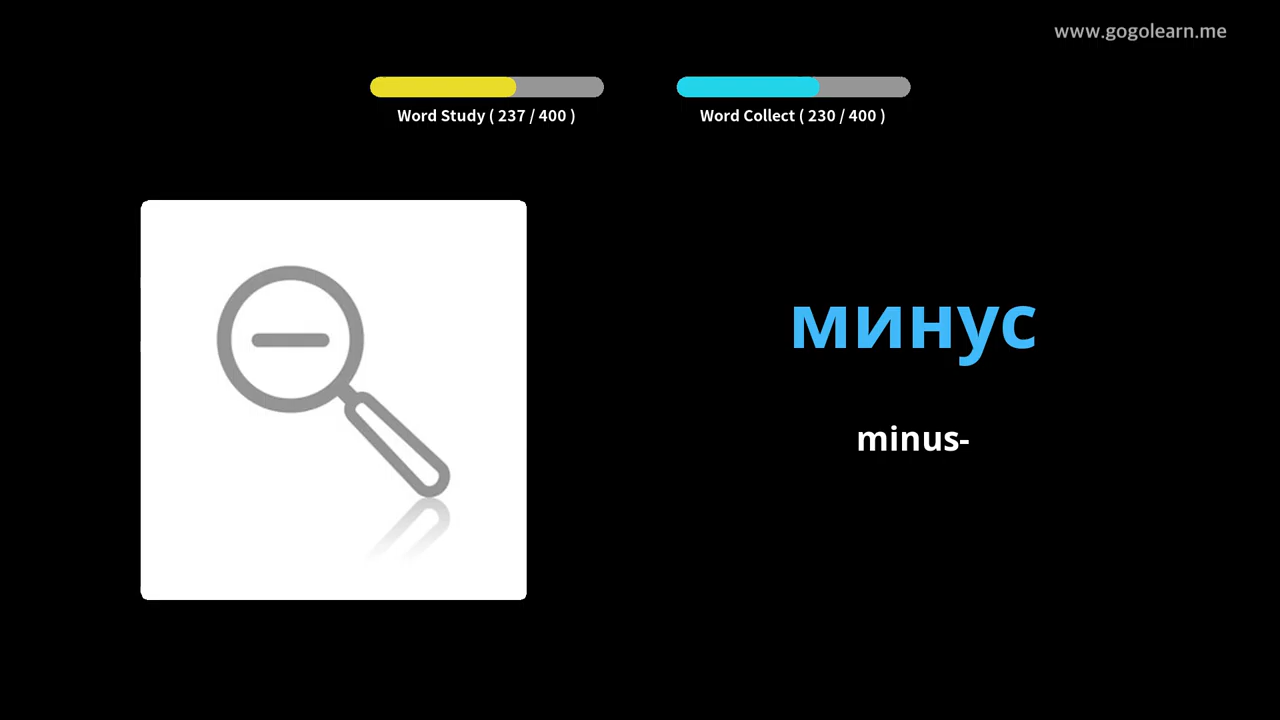 www.gogolearn.me
Word Study ( 237 / 400 )
Word Collect ( 230 / 400 )
минус
minus-